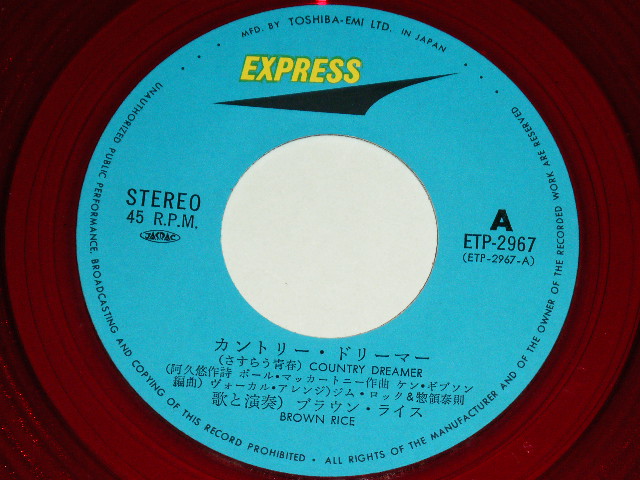 MFD. BY TOSHIBA-EMI LTD. IN JAPAN
EXPRESS
STEREO
45 R.P.M.
JASRAC
A
ETP-2967
(ETP-2967-A)
カントリー・ドリーマー
(さすらう青春) COUNTRY DREAMER
(阿久悠作詩 ポール・マッカートニー作曲 ケン・ギブソン
編曲) ヴォーカル・アレンジ)ジム・ロック&惣領泰則
歌と演奏) ブラウン・ライス
BROWN RICE
UNAUTHORIZED PUBLIC PERFORMANCE, BROADCASTING AND COPYING OF THIS RECORD PROHIBITED · ALL RIGHTS OF THE MANUFACTURER AND OF THE OWNER OF THE RECORDED WORK ARE RESERVED